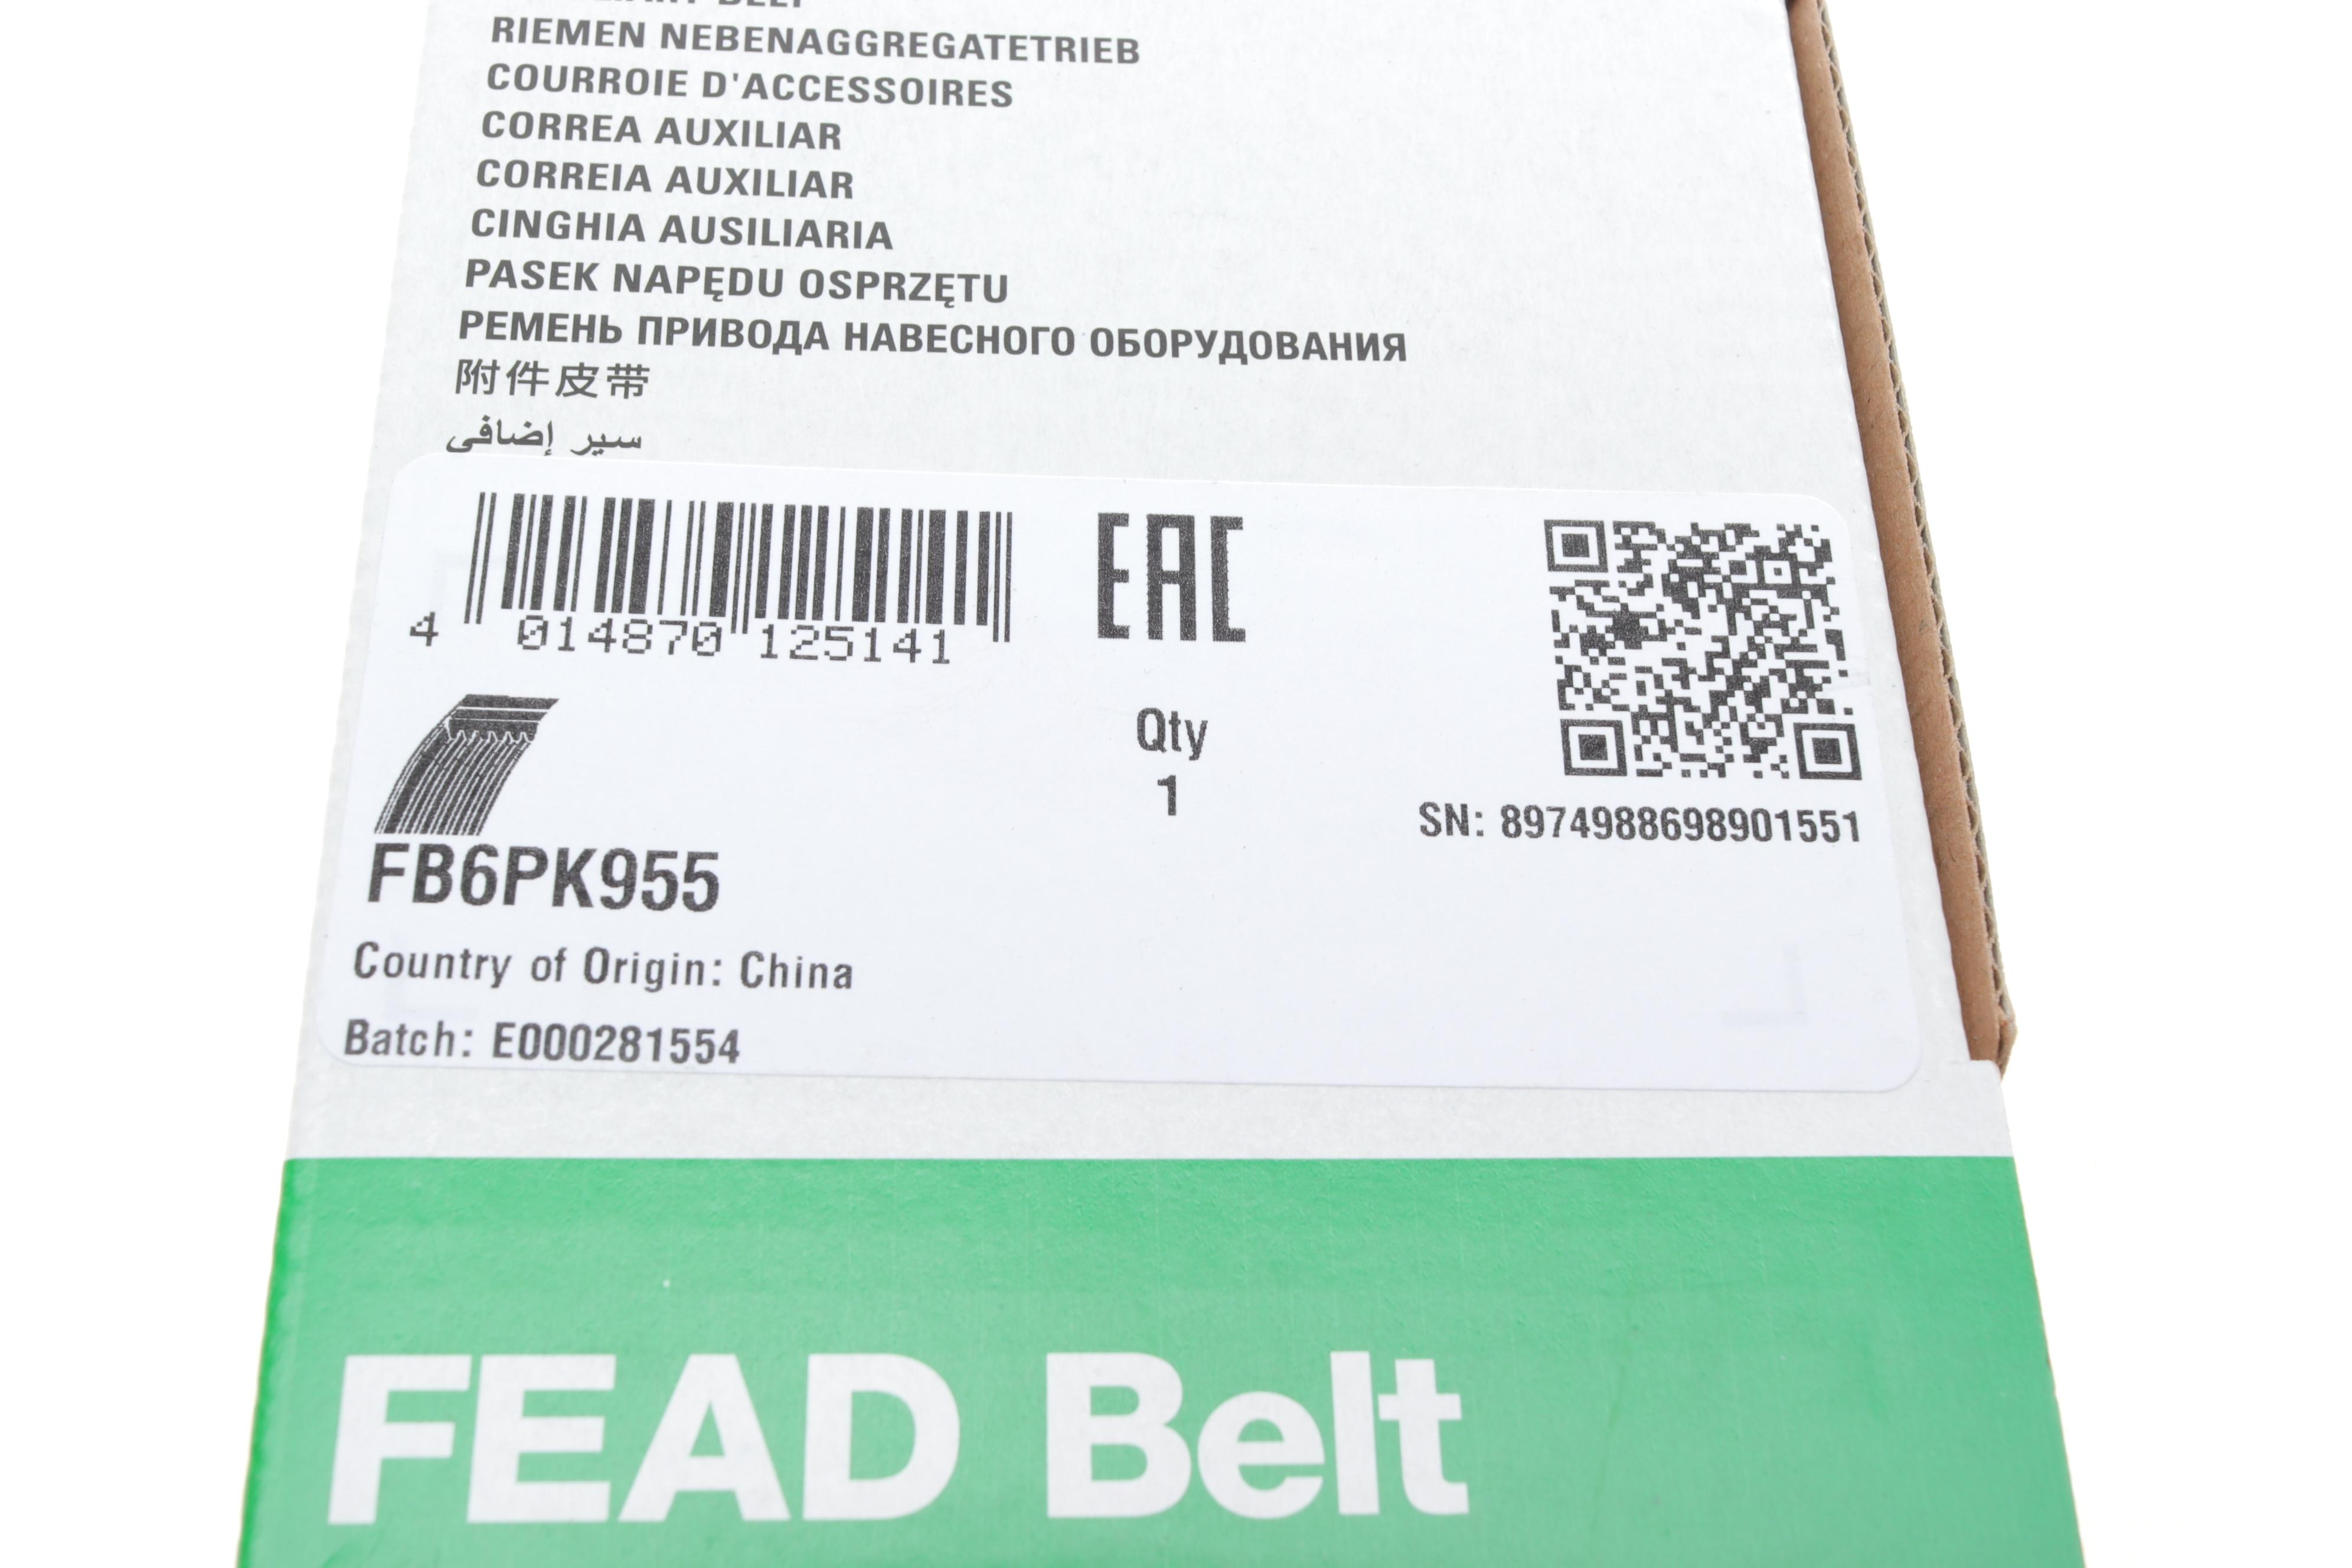 BELT
RIEMEN NEBENAGGREGATETRIEB
COURROIE D'ACCESSOIRES
CORREA AUXILIAR
CORREIA AUXILIAR
CINGHIA AUSILIARIA
PASEK NAPĘDU OSPRZĘTU
РЕМЕНЬ ПРИВОДА НАВЕСНОГО ОБОРУДОВАНИЯ
附件皮带
سير إضافي
EAC
4 014870 125141
Qty
1
SN: 8974988698901551
FB6PK955
Country of Origin: China
Batch: E000281554
FEAD Belt